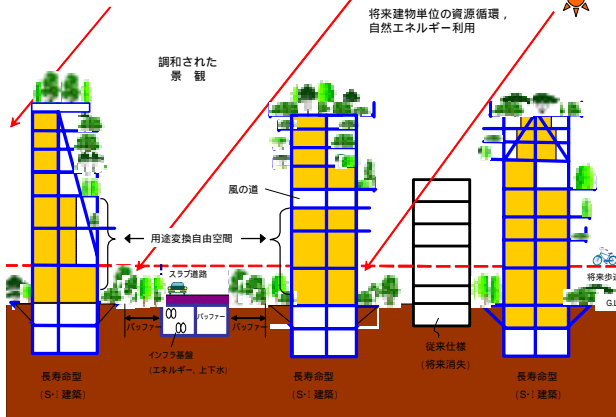 将来建物単位の資源循環,
自然エネルギー利用
調和された
景 観
風の道
用途変換自由空間
スラブ道路
将来歩道
G.L
バッファー
バッファー
バッファー
インフラ基盤
(エネルギー、上下水)
従来仕様
(将来消失)
長寿命型
(S・I 建築)
長寿命型
(S・I 建築)
長寿命型
(S・I 建築)